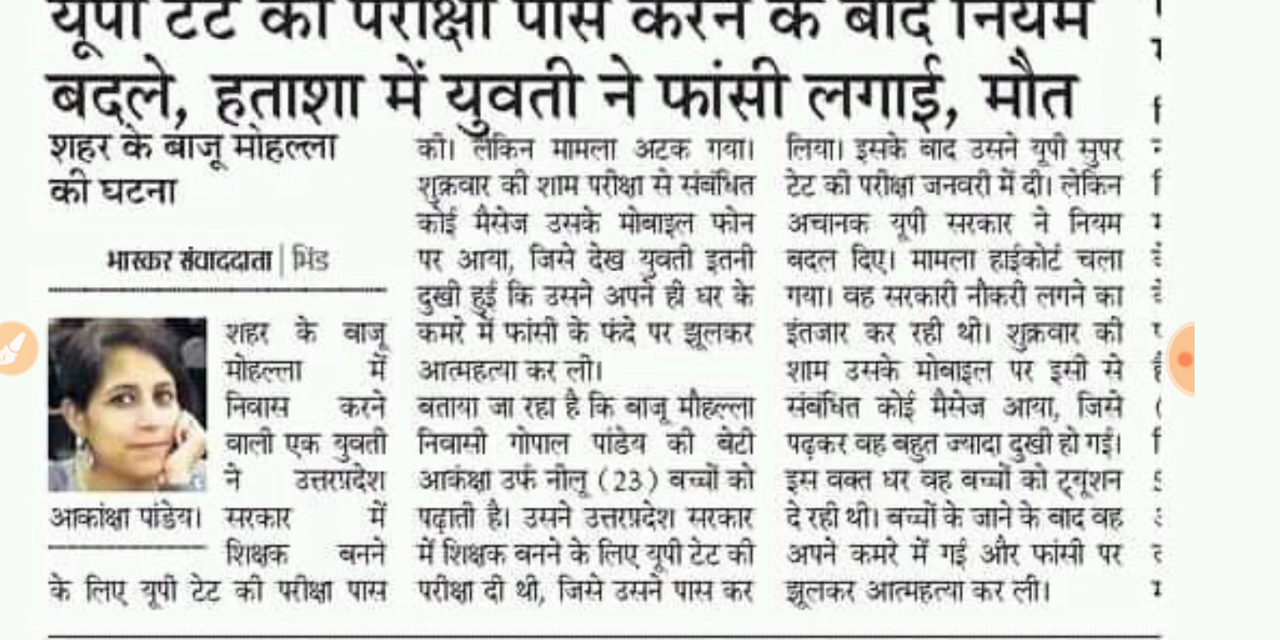 यूपी टेट की परीक्षा पास करने के बाद नियम
बदले, हताशा में युवती ने फांसी लगाई, मौत
शहर के बाजू मोहल्ला
की घटना
भास्कर संवाददाता | भिंड
शहर के बाजू
मोहल्ला में
निवास करने
वाली एक युवती
ने उत्तरप्रदेश
सरकार में
शिक्षक बनने
आकांक्षा पांडेय।
के लिए यूपी टेट की परीक्षा पास
की। लेकिन मामला अटक गया।
शुक्रवार की शाम परीक्षा से संबंधित
कोई मैसेज उसके मोबाइल फोन
पर आया, जिसे देख युवती इतनी
दुखी हुई कि उसने अपने ही घर के
कमरे में फांसी के फंदे पर झूलकर
आत्महत्या कर ली।
बताया जा रहा है कि बाजू मौहल्ला
निवासी गोपाल पांडेय की बेटी
आकंक्षा उर्फ नीलू (23) बच्चों को
पढ़ाती है। उसने उत्तरप्रदेश सरकार
में शिक्षक बनने के लिए यूपी टेट की
परीक्षा दी थी, जिसे उसने पास कर
लिया। इसके बाद उसने यूपी सुपर
टेट की परीक्षा जनवरी में दी। लेकिन
अचानक यूपी सरकार ने नियम
बदल दिए। मामला हाईकोर्ट चला
गया। वह सरकारी नौकरी लगने का
इंतजार कर रही थी। शुक्रवार की
शाम उसके मोबाइल पर इसी से
संबंधित कोई मैसेज आया, जिसे
पढ़कर वह बहुत ज्यादा दुखी हो गई।
इस वक्त घर वह बच्चों को ट्यूशन
दे रही थी। बच्चों के जाने के बाद वह
अपने कमरे में गई और फांसी पर
झूलकर आत्महत्या कर ली।